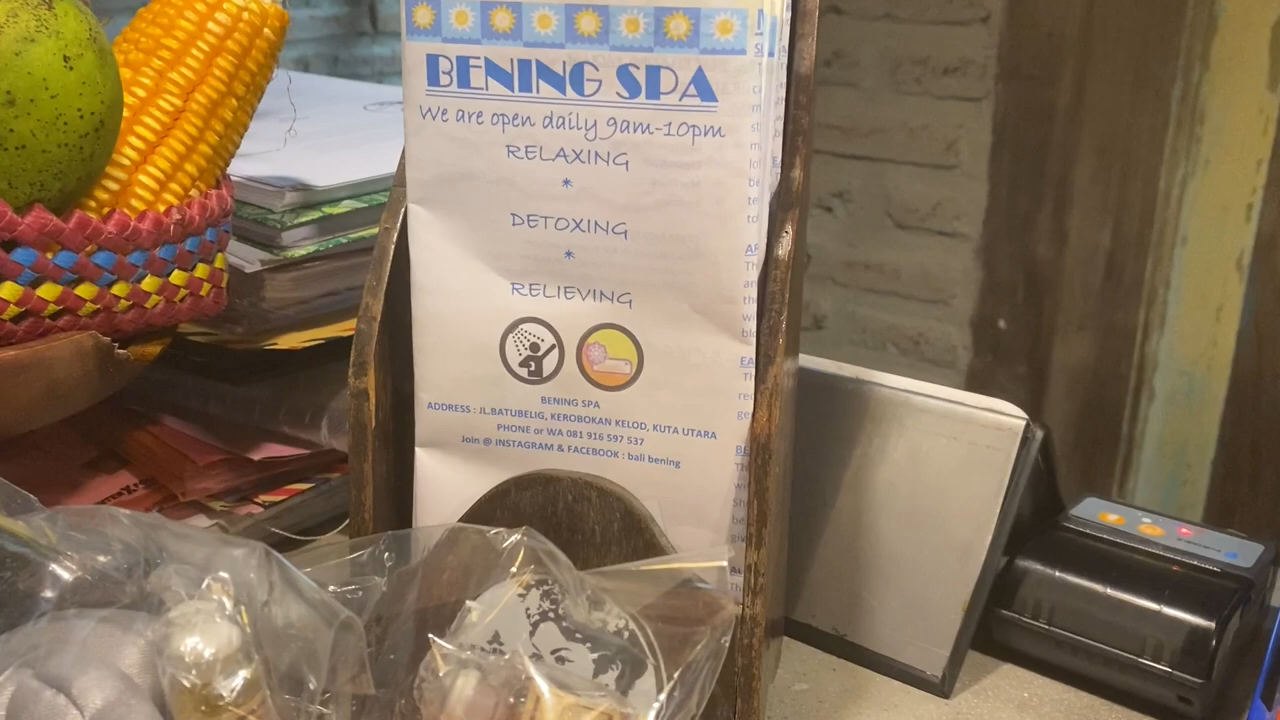 BENING SPA
We are open daily 9am-10pm
RELAXING
*
DETOXING
*
RELIEVING
BENING SPA
ADDRESS : JL.BATUBELIG, KEROBOKAN KELOD, KUTA UTARA
PHONE or WA 081 916 597 537
Join @ INSTAGRAM & FACEBOOK : bali bening